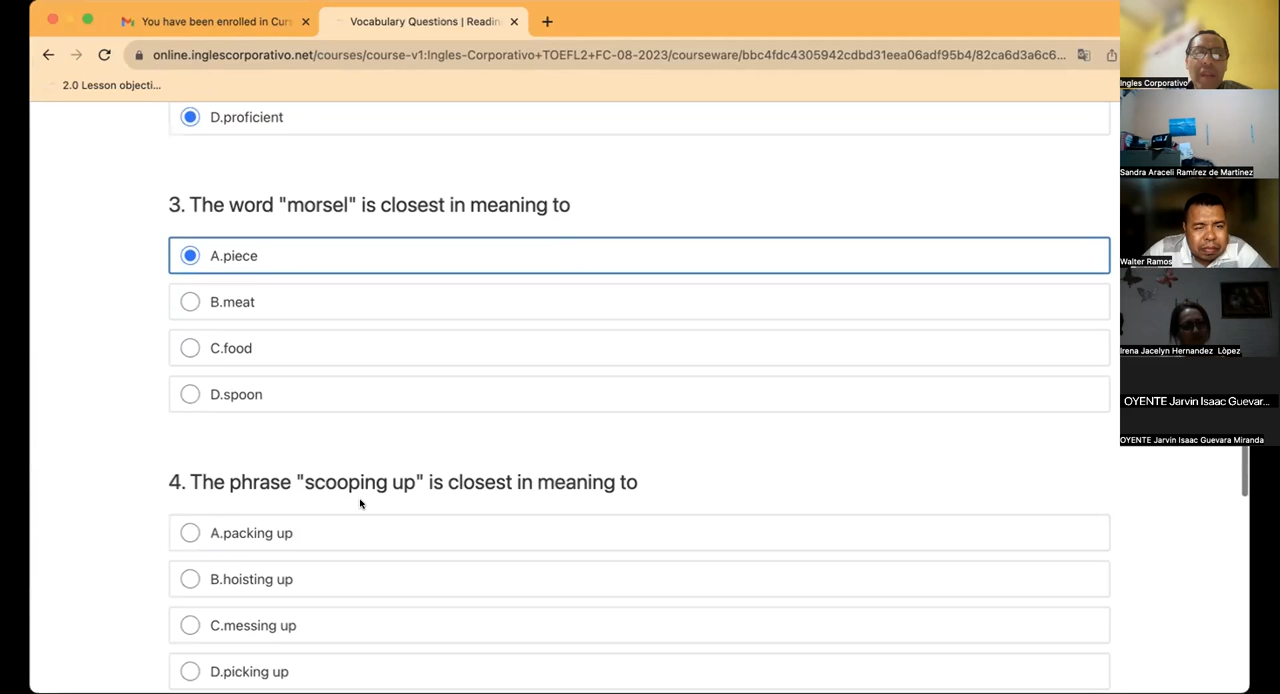 You have been enrolled in Curs
Vocabulary Questions | Readin
online.inglescorporativo.net/courses/course-v1:Ingles-Corporativo+TOEFL2+FC-08-2023/courseware/bbc4fdc4305942cdbd31eea06adf95b4/82ca6d3a6c6...
2.0 Lesson objecti...
D.proficient
3. The word "morsel" is closest in meaning to
A.piece
B.meat
C.food
D.spoon
4. The phrase "scooping up" is closest in meaning to
A.packing up
B.hoisting up
C.messing up
D.picking up
Ingles Corporativo
Sandra Araceli Ramírez de Martinez
Walter Ramos
Irena Jacelyn Hernandez Lòpez
OYENTE Jarvin Isaac Guevar...
OYENTE Jarvin Isaac Guevara Miranda